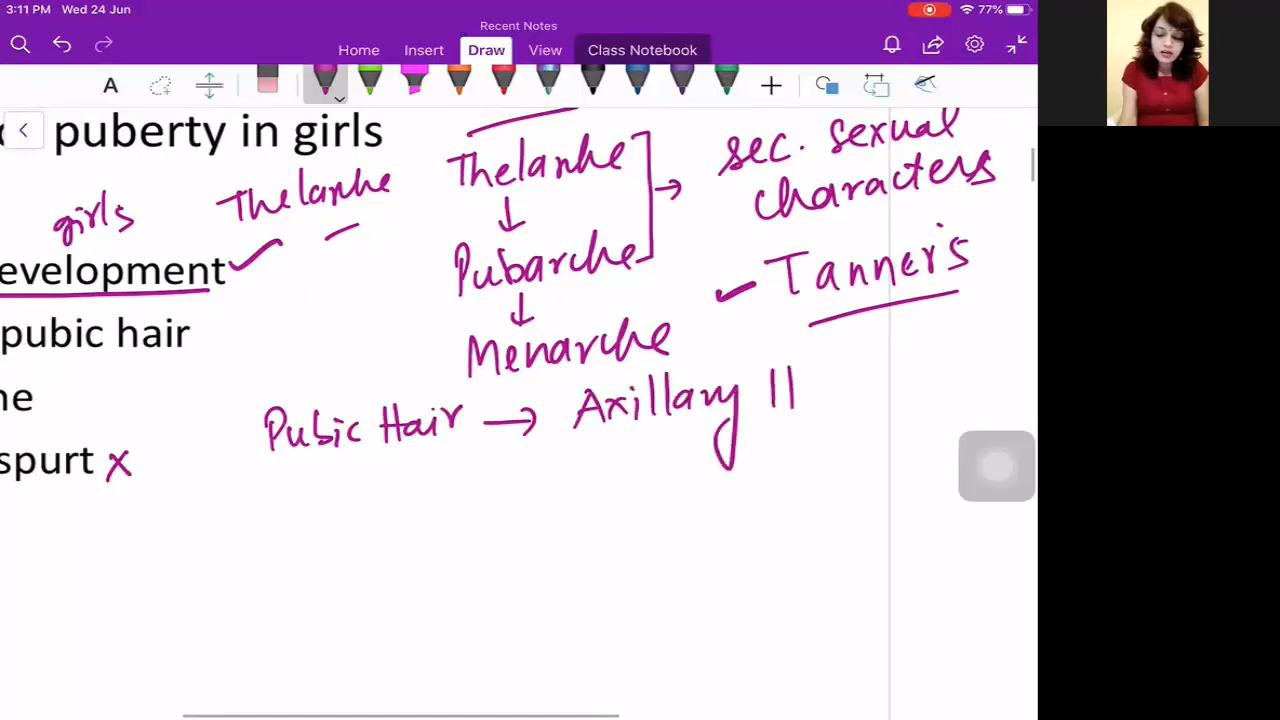 3:11 PM Wed 24 Jun
77%
Recent Notes
Home Insert Draw View Class Notebook
A
puberty in girls
girls Thelarche
evelopment
pubic hair
ne
spurt x
Thelarche
↓
Pubarche
↓
Menarche
→ sec. sexual
characters
Tanner's
Pubic Hair → Axillary ||